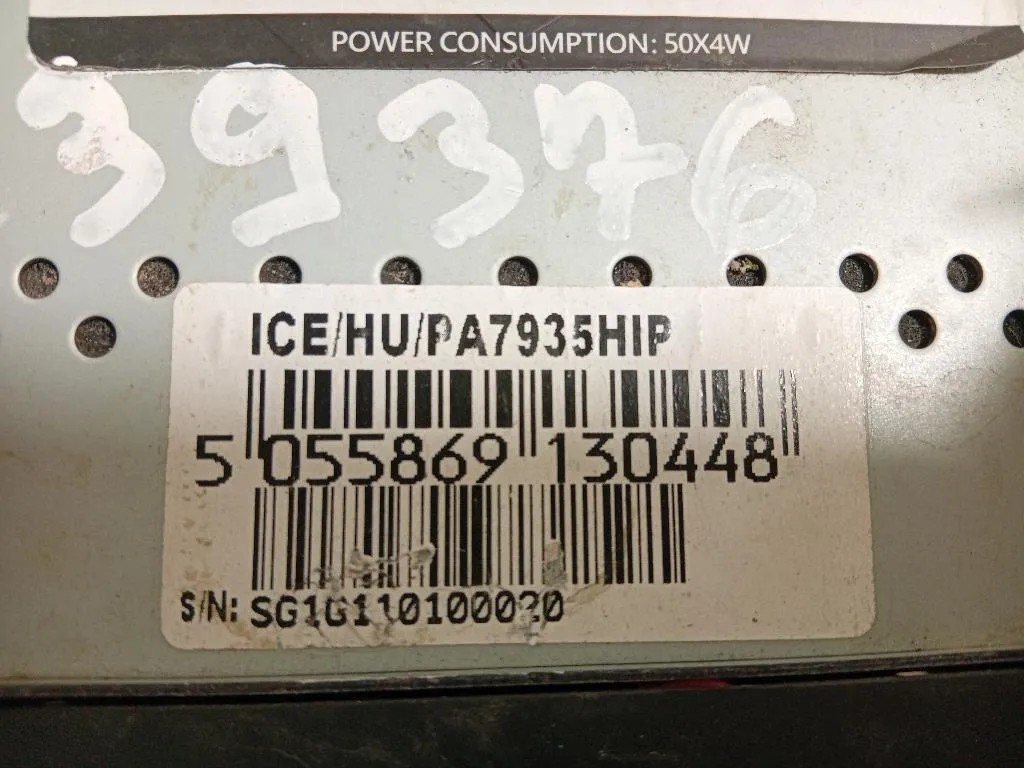 POWER CONSUMPTION: 50X4W
39376
ICE/HU/PA7935HIP
5 055869 130448
S/N: SG1G110100020